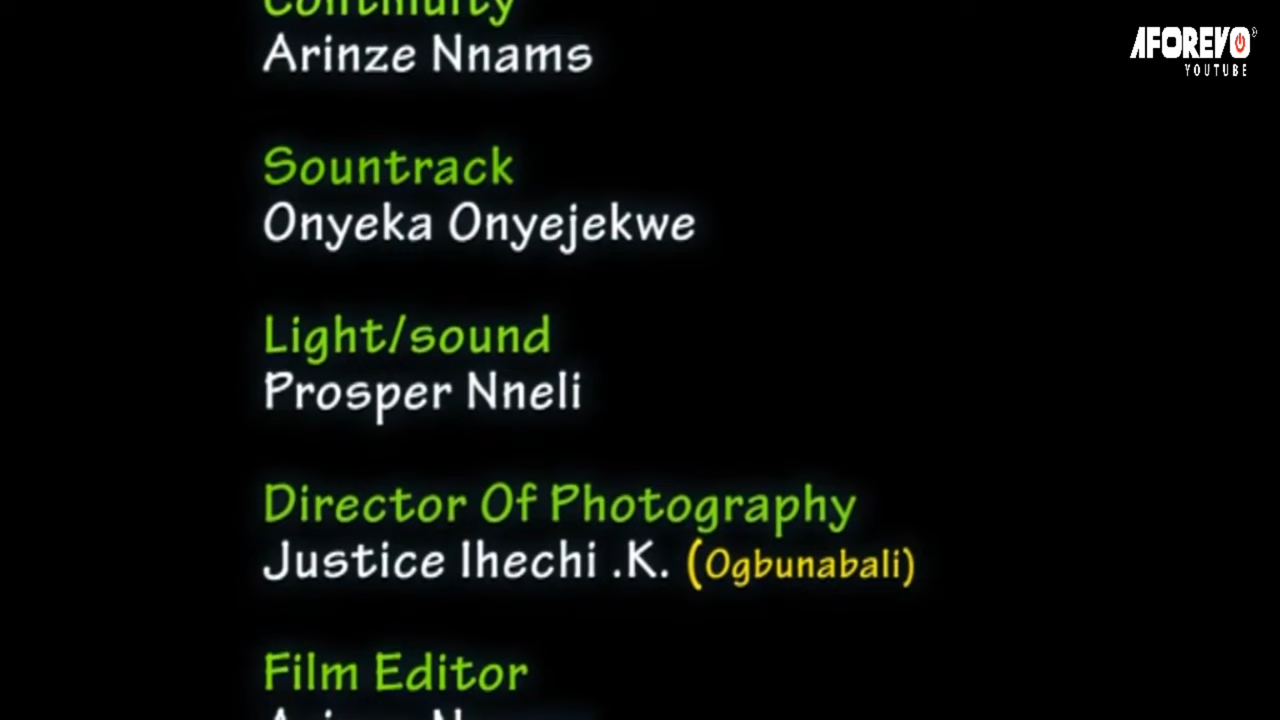 Continuity
Arinze Nnams
AFOREVO
YOUTUBE
Sountrack
Onyeka Onyejekwe
Light/sound
Prosper Nneli
Director Of Photography
Justice Ihechi .K. (Ogbunabali)
Film Editor